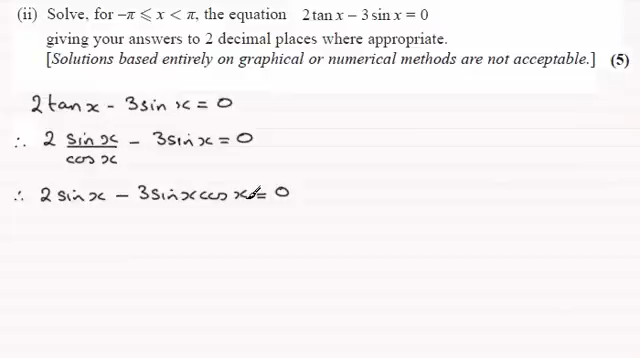 (ii) Solve, for −π ⩽ x < π, the equation 2 tan x − 3 sin x = 0
giving your answers to 2 decimal places where appropriate.
[Solutions based entirely on graphical or numerical methods are not acceptable.] (5)
2 tan x − 3 sin x = 0
∴ 2 sin x / cos x − 3 sin x = 0
∴ 2 sin x − 3 sin x cos x = 0